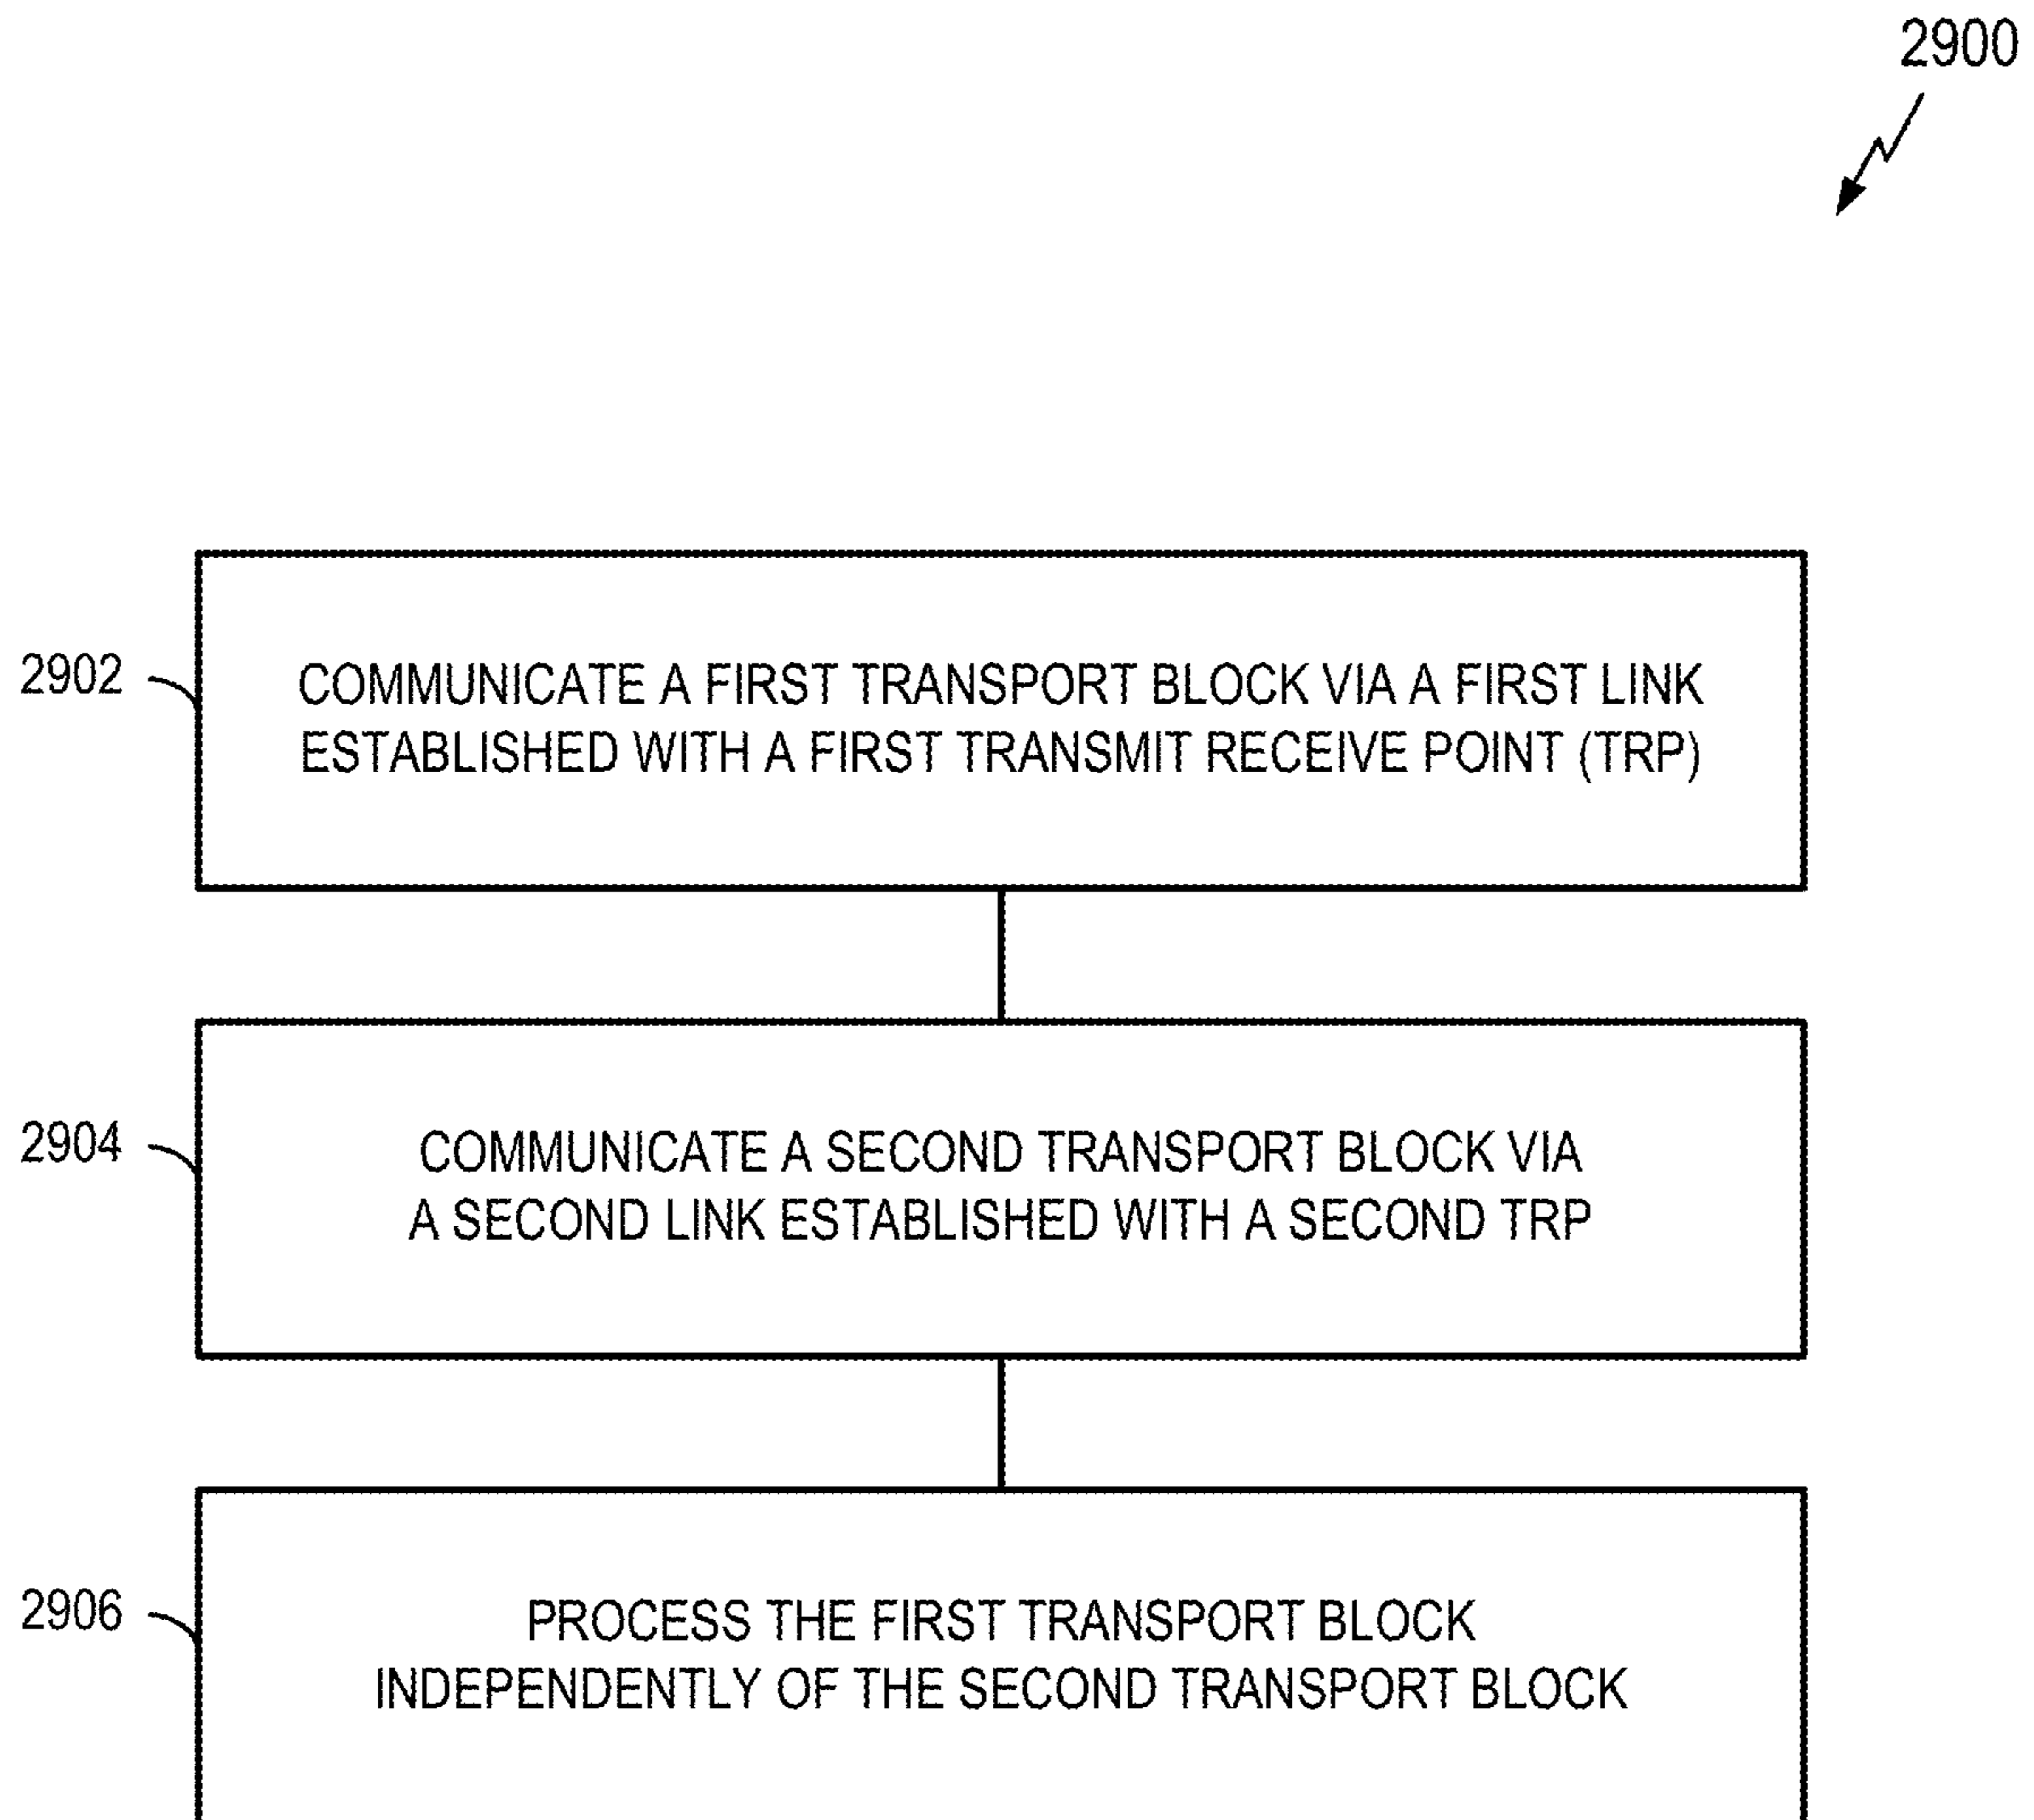 2900
2902
COMMUNICATE A FIRST TRANSPORT BLOCK VIA A FIRST LINK
ESTABLISHED WITH A FIRST TRANSMIT RECEIVE POINT (TRP)
2904
COMMUNICATE A SECOND TRANSPORT BLOCK VIA
A SECOND LINK ESTABLISHED WITH A SECOND TRP
2906
PROCESS THE FIRST TRANSPORT BLOCK
INDEPENDENTLY OF THE SECOND TRANSPORT BLOCK